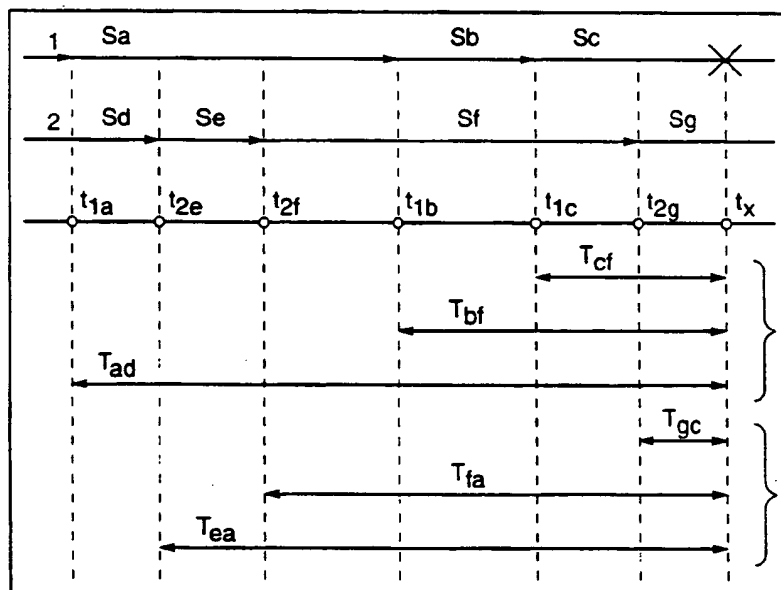 1 Sa Sb Sc
2 Sd Se Sf Sg
t1a t2e t2f t1b t1c t2g tx
Tcf
Tbf
Tad
Tgc
Tfa
Tea